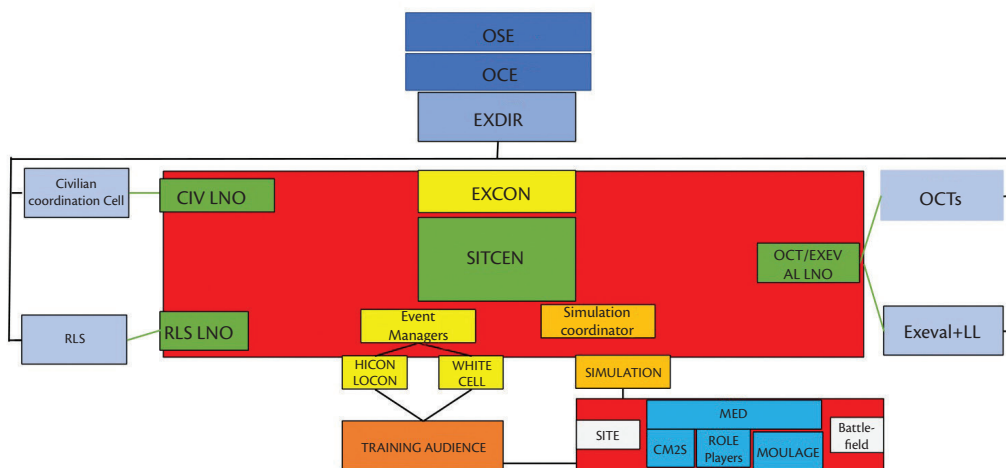 OSE
OCE
EXDIR
Civilian
coordination Cell
CIV LNO
EXCON
OCTs
SITCEN
OCT/EXEV
AL LNO
RLS
RLS LNO
Event
Managers
Simulation
coordinator
Exeval+LL
HICON
LOCON
WHITE
CELL
SIMULATION
TRAINING AUDIENCE
SITE
MED
CM2S
ROLE
Players
MOULAGE
Battle-
field